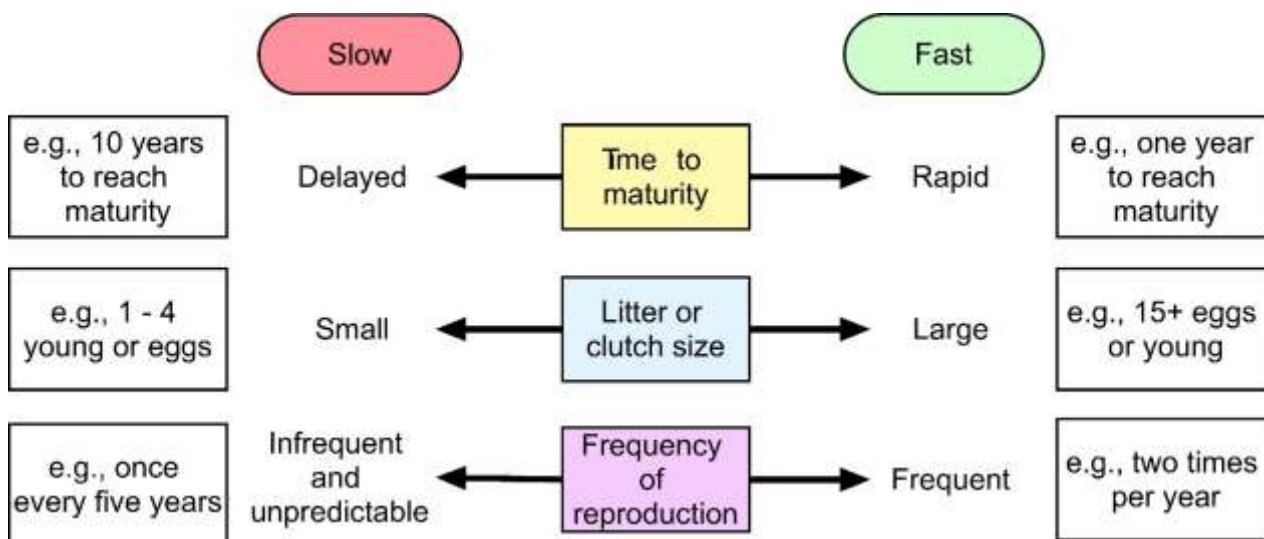 Slow
Fast
e.g., 10 years
to reach
maturity
Delayed
Tme to
maturity
Rapid
e.g., one year
to reach
maturity
e.g., 1 - 4
young or eggs
Small
Litter or
clutch size
Large
e.g., 15+ eggs
or young
e.g., once
every five years
Infrequent
and
unpredictable
Frequency
of
reproduction
Frequent
e.g., two times
per year